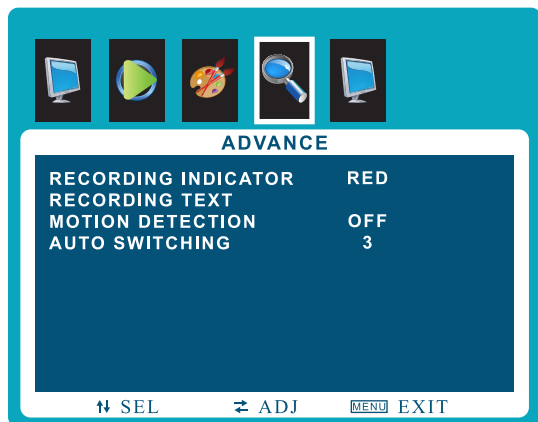 ADVANCE
RECORDING INDICATOR RED
RECORDING TEXT
MOTION DETECTION OFF
AUTO SWITCHING 3
SEL ADJ MENU EXIT